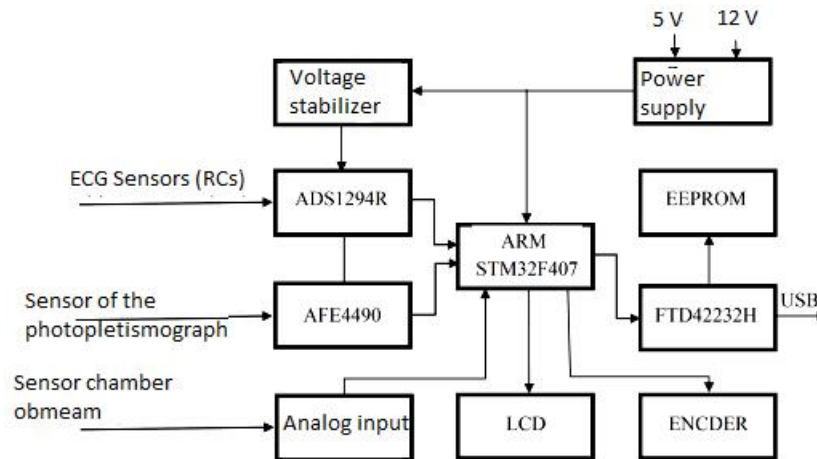 5 V
12 V
Voltage
stabilizer
Power
supply
ECG Sensors (RCs)
ADS1294R
EEPROM
ARM
STM32F407
Sensor of the
photopletismograph
AFE4490
FTD42232H
USB
Sensor chamber
obmeam
Analog input
LCD
ENCDER